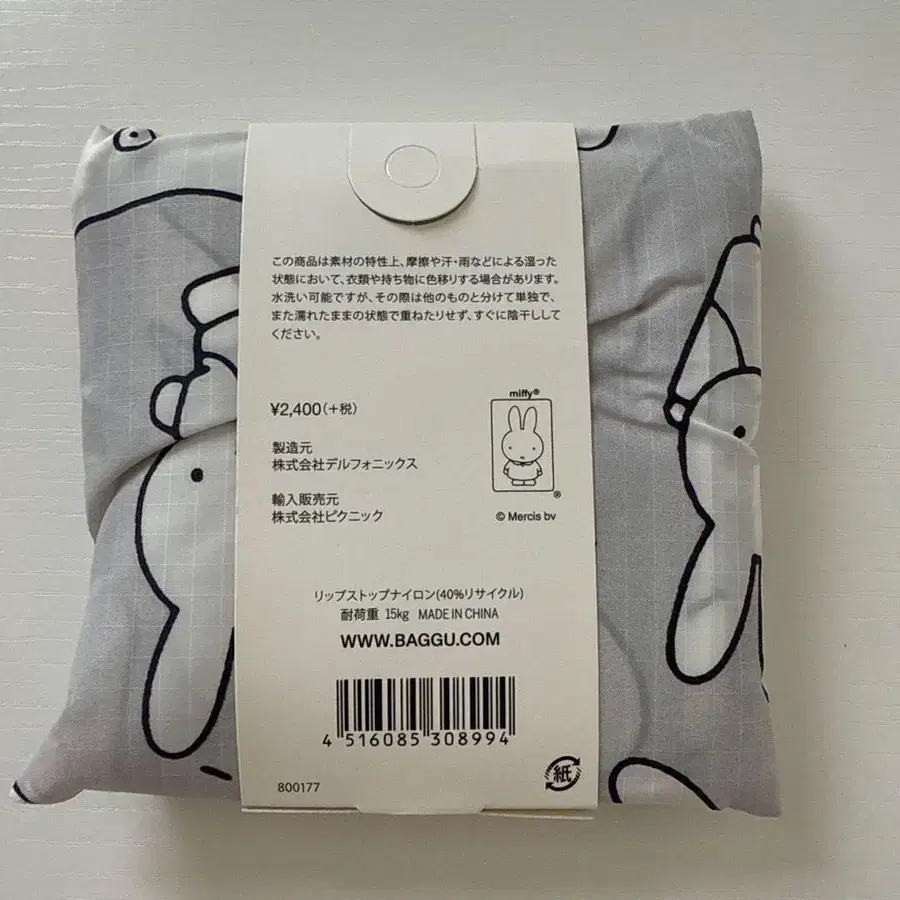 この商品は素材の特性上、摩擦や汗・雨などによる湿った
状態において、衣類や持ち物に色移りする場合があります。
水洗い可能ですが、その際は他のものと分けて単独で、
また濡れたままの状態で重ねたりせず、すぐに陰干しして
ください。
¥2,400(+税)
miffy®
製造元
株式会社デルフォニックス
輸入販売元
株式会社ピクニック
®
© Mercis bv
リップストップナイロン(40%リサイクル)
耐荷重 15kg MADE IN CHINA
WWW.BAGGU.COM
4 516085 308994
800177
紙